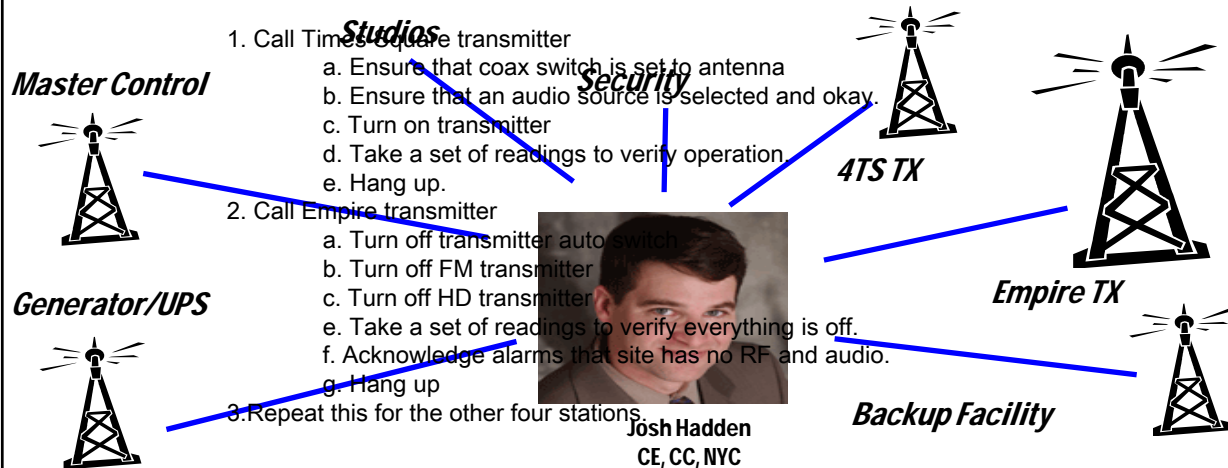 Studios
1. Call Times Square transmitter
a. Ensure that coax switch is set to antenna
Master Control
Security
b. Ensure that an audio source is selected and okay.
c. Turn on transmitter
d. Take a set of readings to verify operation.
4TS TX
e. Hang up.
2. Call Empire transmitter
a. Turn off transmitter auto switch
b. Turn off FM transmitter
Generator/UPS
c. Turn off HD transmitter
Empire TX
e. Take a set of readings to verify everything is off.
f. Acknowledge alarms that site has no RF and audio.
g. Hang up
3.Repeat this for the other four stations.
Backup Facility
Josh Hadden
CE, CC, NYC